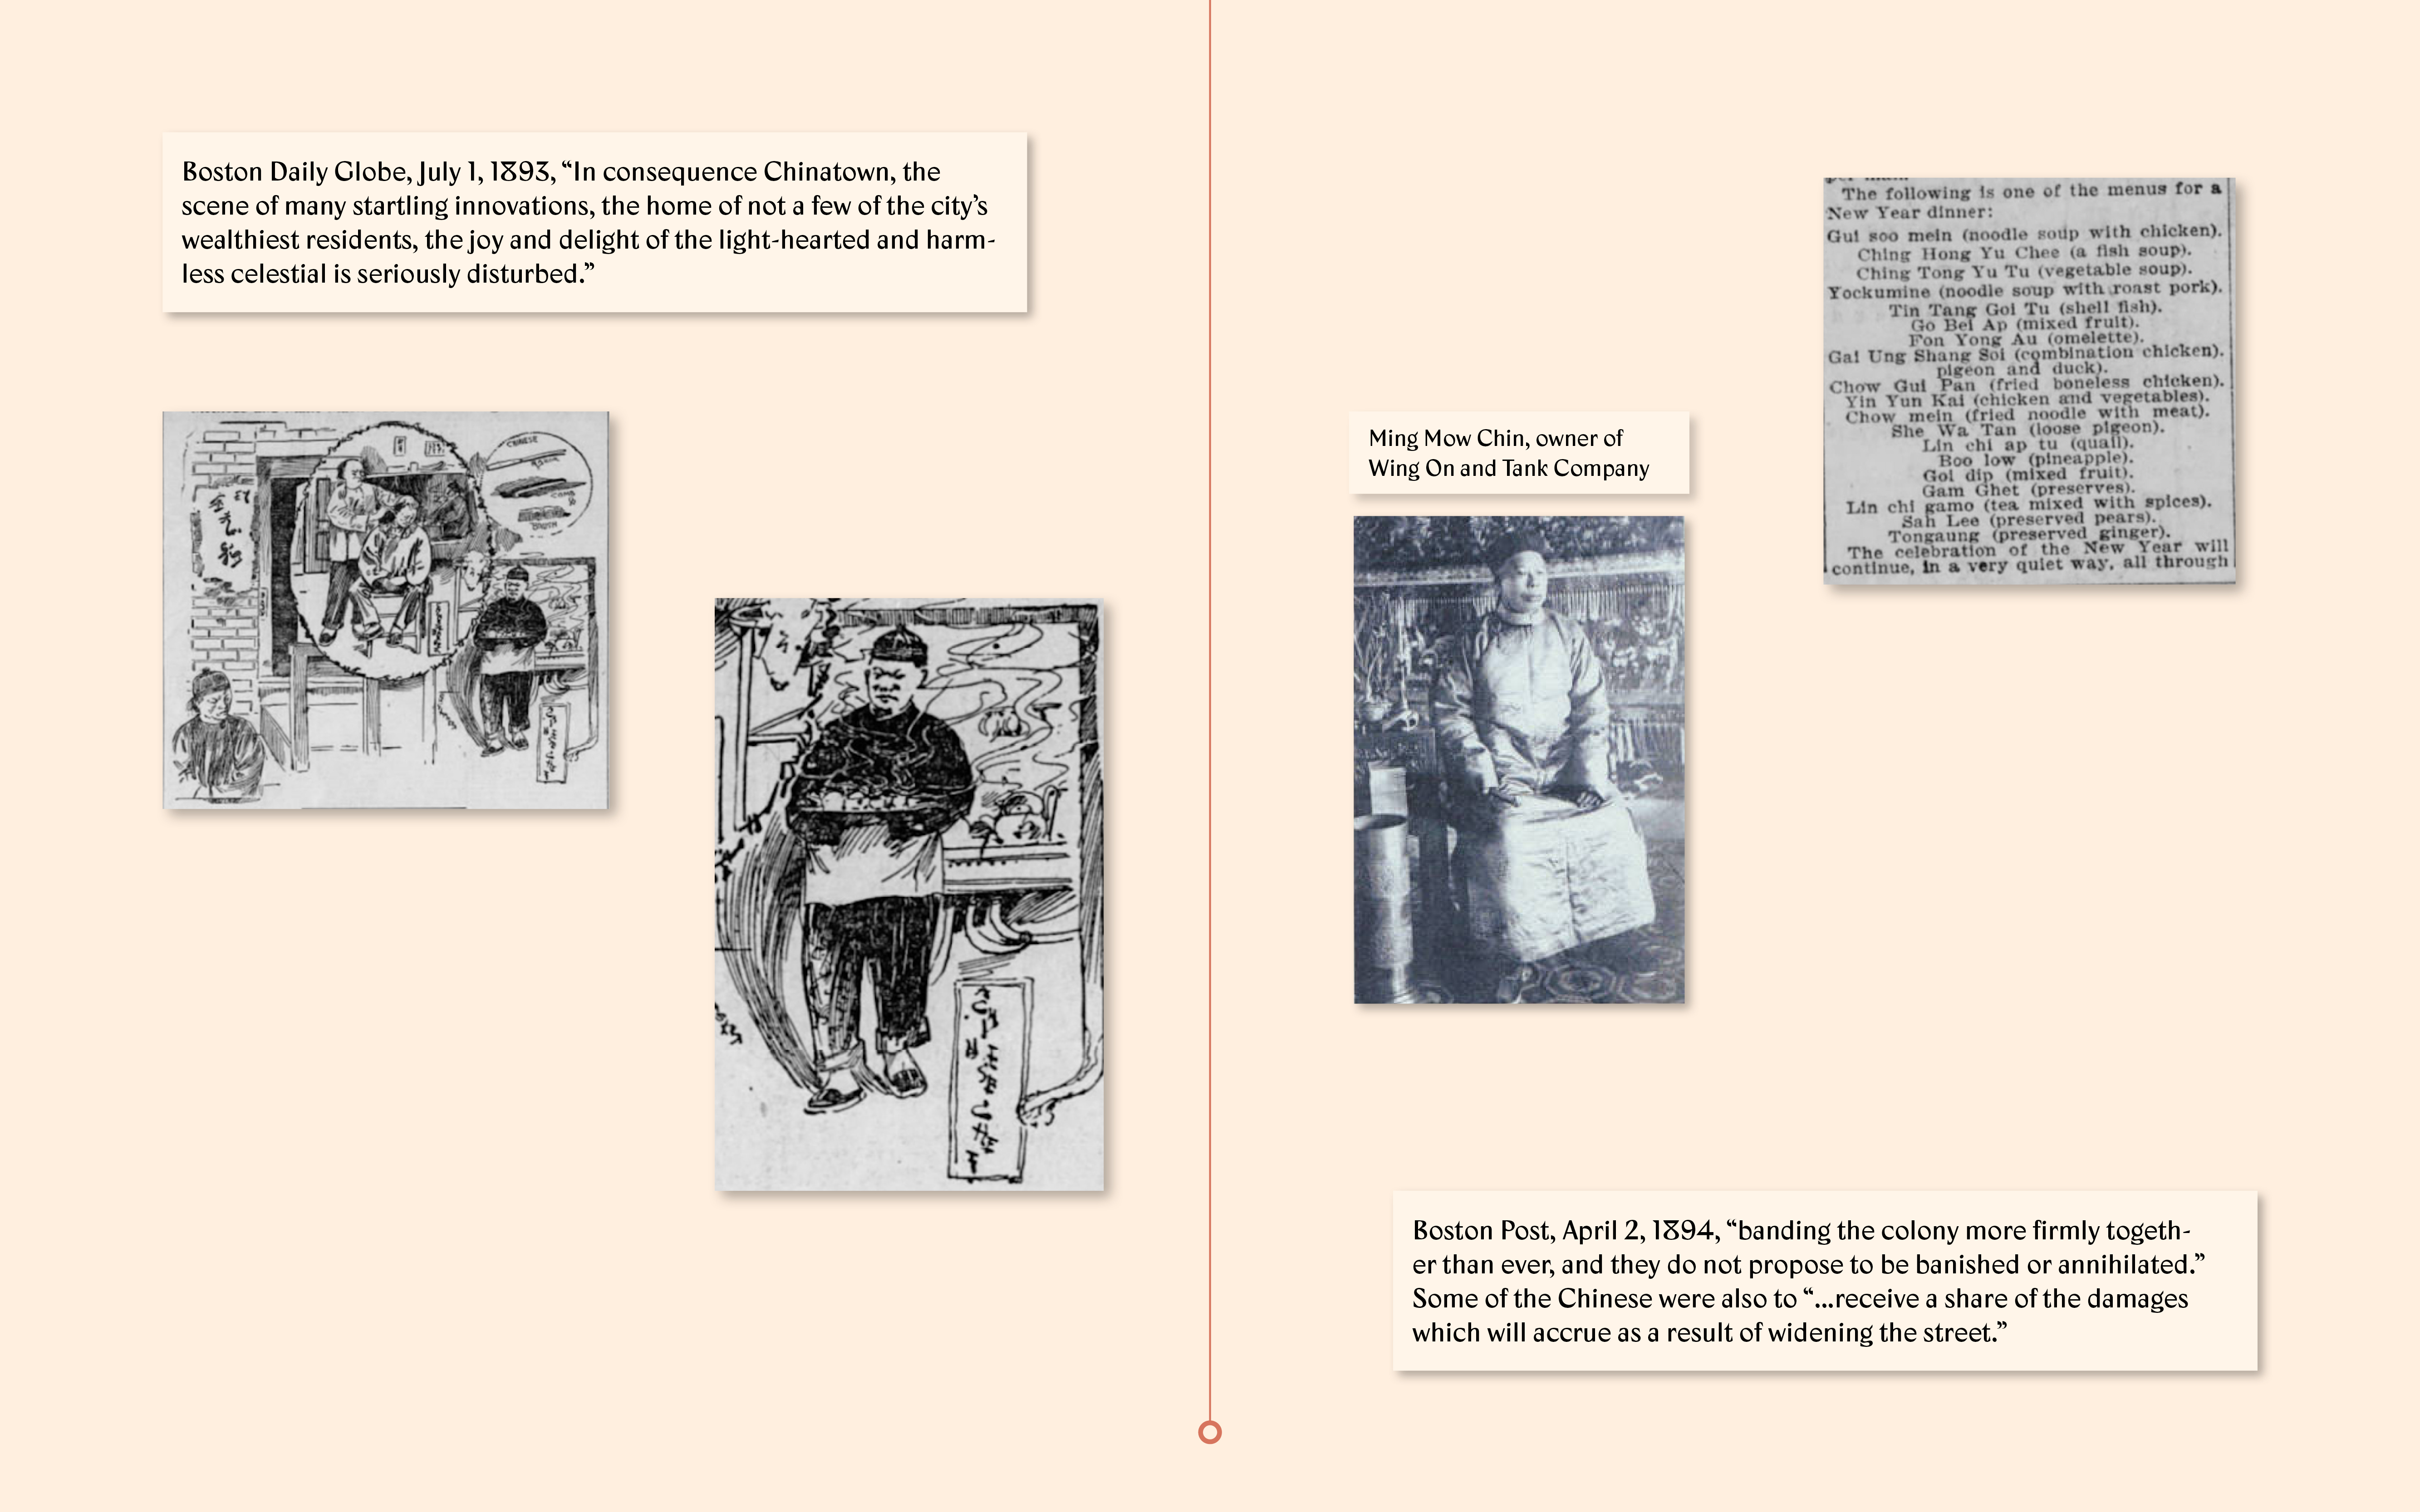 Boston Daily Globe, July 1, 1893, “In consequence Chinatown, the
scene of many startling innovations, the home of not a few of the city’s
wealthiest residents, the joy and delight of the light-hearted and harm-
less celestial is seriously disturbed.”
CHINESE
RAZOR
COMB
BRUSH
Ming Mow Chin, owner of
Wing On and Tank Company
The following is one of the menus for a
New Year dinner:
Gui soo mein (noodle soup with chicken).
Ching Hong Yu Chee (a fish soup).
Ching Tong Yu Tu (vegetable soup).
Yockumine (noodle soup with roast pork).
Tin Tang Goi Tu (shell fish).
Go Bei Ap (mixed fruit).
Fon Yong Au (omelette).
Gai Ung Shang Soi (combination chicken).
pigeon and duck).
Chow Gui Pan (fried boneless chicken).
Yin Yun Kai (chicken and vegetables).
Chow mein (fried noodle with meat).
She Wa Tan (loose pigeon).
Lin chi ap tu (quail).
Boo low (pineapple).
Goi dip (mixed fruit).
Gam Ghet (preserves).
Lin chi gamo (tea mixed with spices).
Sah Lee (preserved pears).
Tongaung (preserved ginger).
The celebration of the New Year will
continue, in a very quiet way, all through
Boston Post, April 2, 1894, “banding the colony more firmly togeth-
er than ever, and they do not propose to be banished or annihilated.”
Some of the Chinese were also to “...receive a share of the damages
which will accrue as a result of widening the street.”